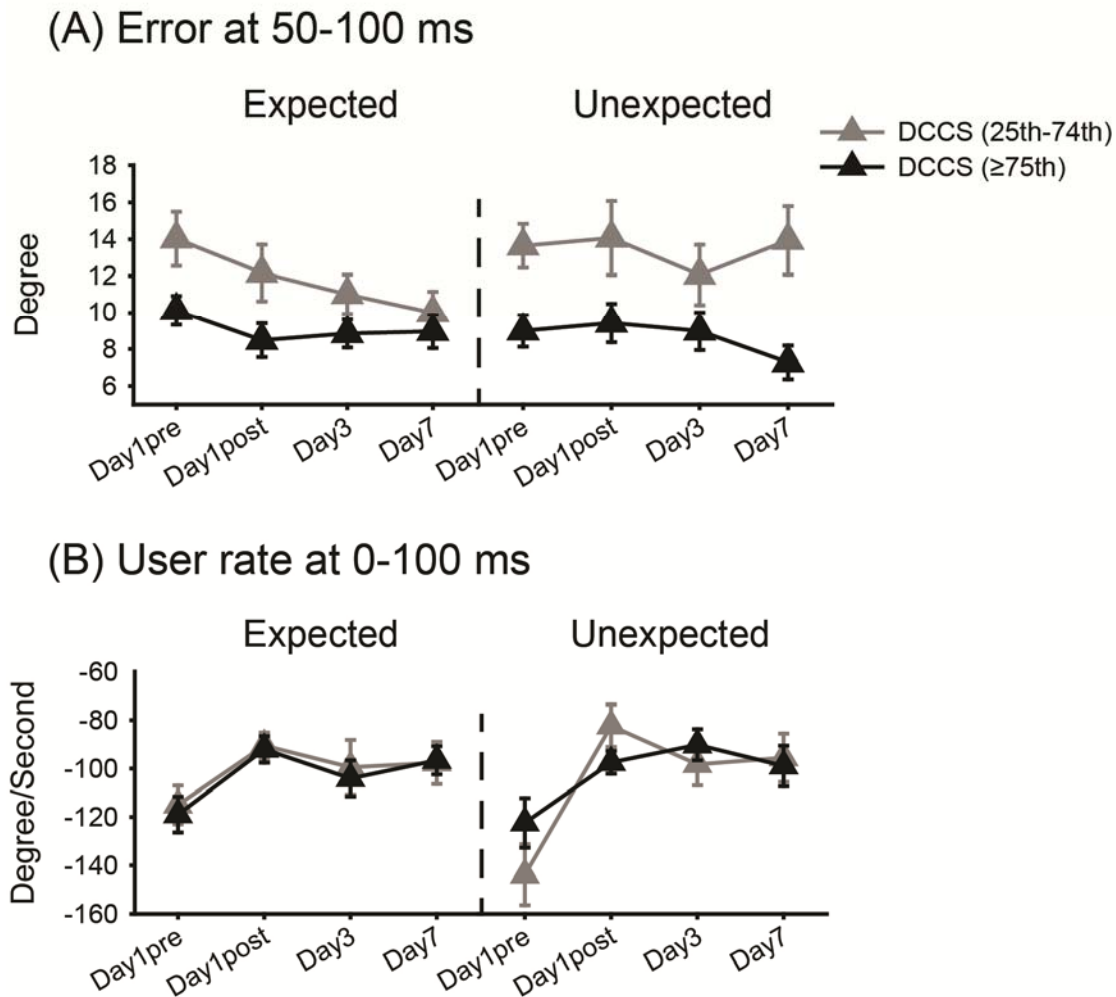 (A) Error at 50-100 ms
Expected
Unexpected
DCCS (25th-74th)
DCCS (≥75th)
Degree
18
16
14
12
10
8
6
Day1pre
Day1post
Day3
Day7
Day1pre
Day1post
Day3
Day7
(B) User rate at 0-100 ms
Expected
Unexpected
Degree/Second
-60
-80
-100
-120
-140
-160
Day1pre
Day1post
Day3
Day7
Day1pre
Day1post
Day3
Day7